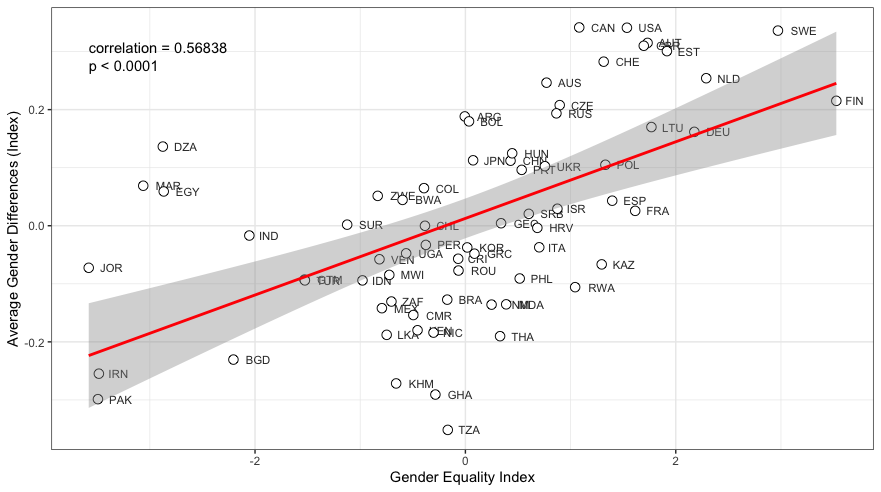 correlation = 0.56838
p < 0.0001
CAN
USA
SWE
AUT
EST
CHE
NLD
AUS
FIN
CZE
RUS
ARG
BOL
LTU
DEU
DZA
HUN
JPN
CHN
PRT
UKR
POL
MAR
EGY
COL
ZWE
BWA
ESP
FRA
ISR
SRB
SUR
CHL
GEO
HRV
IND
PER
KOR
ITA
UGA
GRC
VEN
KAZ
JOR
ROU
MWI
IDN
PHL
TUR
RWA
BRA
ZAF
MEX
MDA
CMR
NIC
LKA
THA
BGD
IRN
KHM
GHA
PAK
TZA
0.2
0.0
-0.2
-2
0
2
Gender Equality Index
Average Gender Differences (Index)